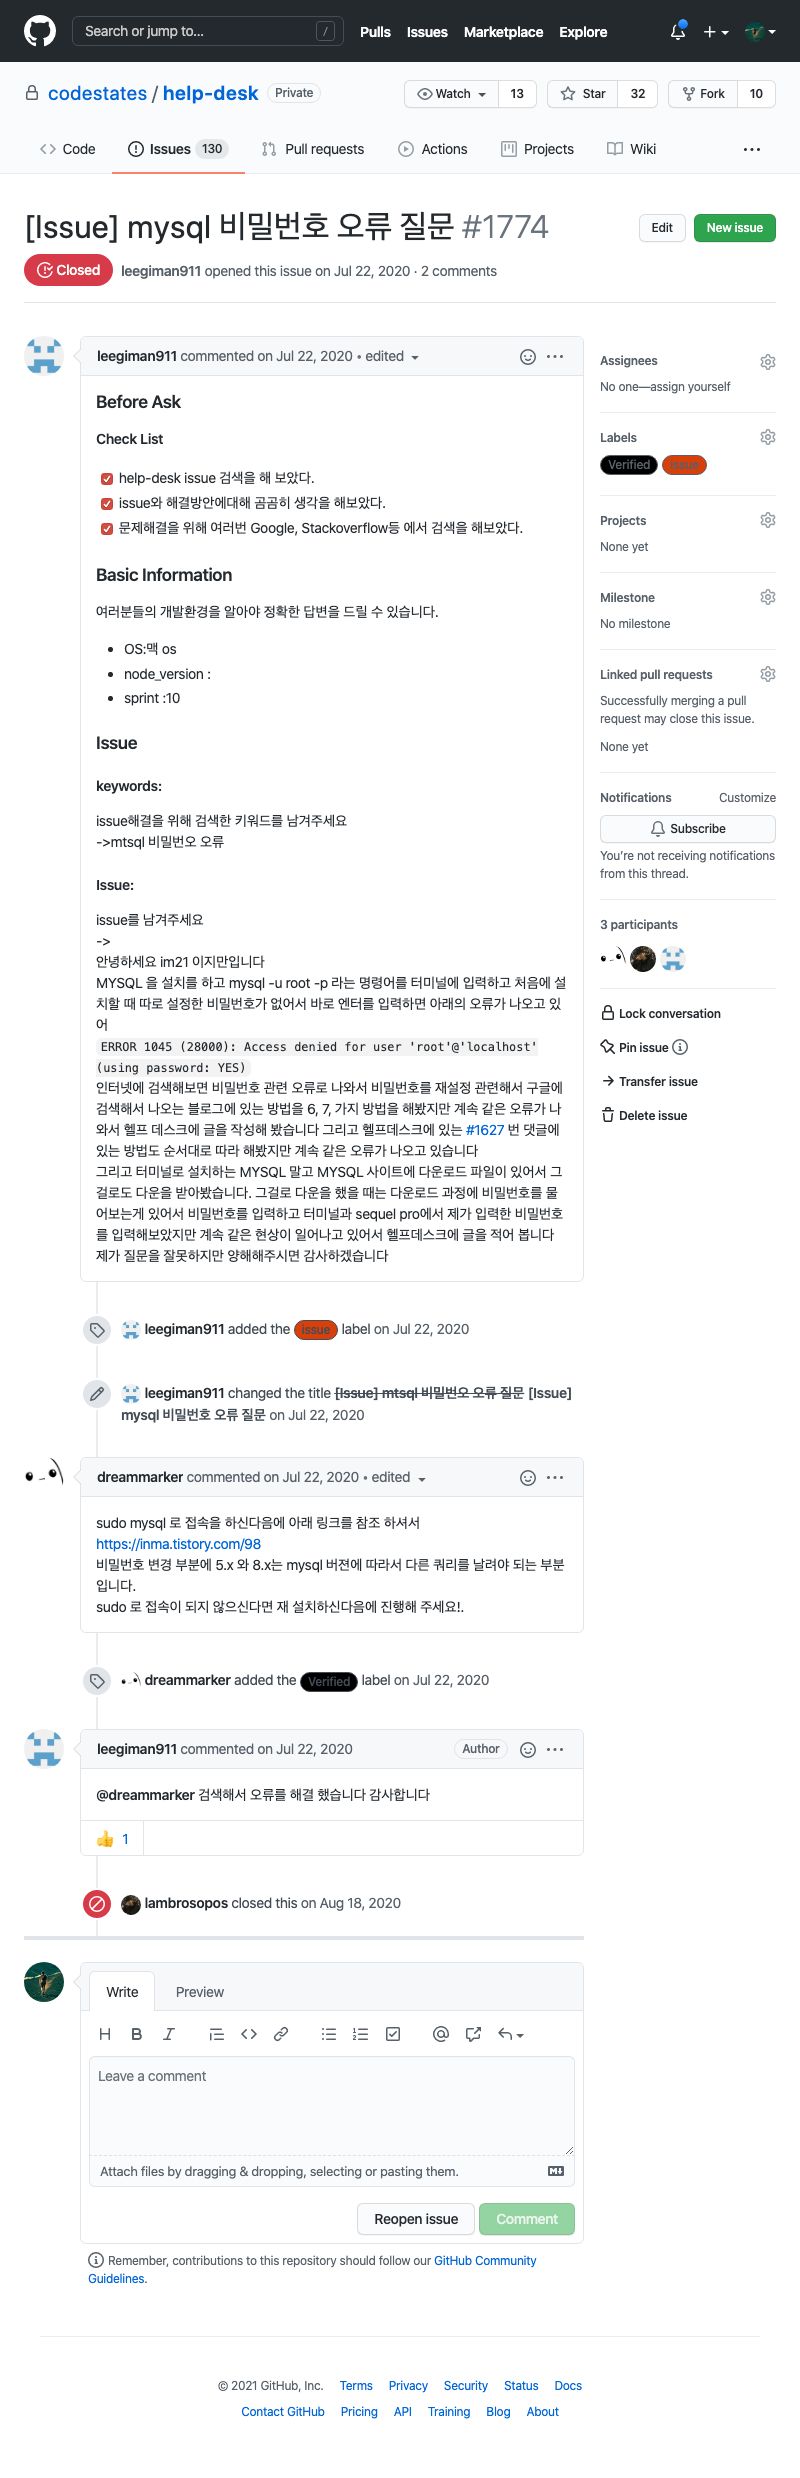 Search or jump to... /
Pulls Issues Marketplace Explore
codestates / help-desk Private
Watch 13 Star 32 Fork 10
Code Issues 130 Pull requests Actions Projects Wiki ...
[Issue] mysql 비밀번호 오류 질문 #1774
Edit New issue
Closed leegiman911 opened this issue on Jul 22, 2020 · 2 comments
leegiman911 commented on Jul 22, 2020 • edited
Before Ask
Check List
help-desk issue 검색을 해 보았다.
issue와 해결방안에대해 곰곰히 생각을 해보았다.
문제해결을 위해 여러번 Google, Stackoverflow등 에서 검색을 해보았다.
Basic Information
여러분들의 개발환경을 알아야 정확한 답변을 드릴 수 있습니다.
• OS:맥 os
• node_version :
• sprint :10
Issue
keywords:
issue해결을 위해 검색한 키워드를 남겨주세요
->mtsql 비밀번오 오류
Issue:
issue를 남겨주세요
->
안녕하세요 im21 이지만입니다
MYSQL 을 설치를 하고 mysql -u root -p 라는 명령어를 터미널에 입력하고 처음에 설
치할 때 따로 설정한 비밀번호가 없어서 바로 엔터를 입력하면 아래의 오류가 나오고 있
어
ERROR 1045 (28000): Access denied for user 'root'@'localhost'
(using password: YES)
인터넷에 검색해보면 비밀번호 관련 오류로 나와서 비밀번호를 재설정 관련해서 구글에
검색해서 나오는 블로그에 있는 방법을 6, 7, 가지 방법을 해봤지만 계속 같은 오류가 나
와서 헬프 데스크에 글을 작성해 봤습니다 그리고 헬프데스크에 있는 #1627 번 댓글에
있는 방법도 순서대로 따라 해봤지만 계속 같은 오류가 나오고 있습니다
그리고 터미널로 설치하는 MYSQL 말고 MYSQL 사이트에 다운로드 파일이 있어서 그
걸로도 다운을 받아봤습니다. 그걸로 다운을 했을 때는 다운로드 과정에 비밀번호를 물
어보는게 있어서 비밀번호를 입력하고 터미널과 sequel pro에서 제가 입력한 비밀번호
를 입력해보았지만 계속 같은 현상이 일어나고 있어서 헬프데스크에 글을 적어 봅니다
제가 질문을 잘못하지만 양해해주시면 감사하겠습니다
leegiman911 added the issue label on Jul 22, 2020
leegiman911 changed the title [Issue] mtsql 비밀번오 오류 질문 [Issue]
mysql 비밀번호 오류 질문 on Jul 22, 2020
dreammarker commented on Jul 22, 2020 • edited
sudo mysql 로 접속을 하신다음에 아래 링크를 참조 하셔서
https://inma.tistory.com/98
비밀번호 변경 부분에 5.x 와 8.x는 mysql 버젼에 따라서 다른 쿼리를 날려야 되는 부분
입니다.
sudo 로 접속이 되지 않으신다면 재 설치하신다음에 진행해 주세요!.
dreammarker added the Verified label on Jul 22, 2020
leegiman911 commented on Jul 22, 2020 Author
@dreammarker 검색해서 오류를 해결 했습니다 감사합니다
1
lambrosopos closed this on Aug 18, 2020
Write Preview
Leave a comment
Attach files by dragging & dropping, selecting or pasting them.
Reopen issue Comment
Remember, contributions to this repository should follow our GitHub Community
Guidelines.
Assignees
No one—assign yourself
Labels
Verified issue
Projects
None yet
Milestone
No milestone
Linked pull requests
Successfully merging a pull
request may close this issue.
None yet
Notifications Customize
Subscribe
You're not receiving notifications
from this thread.
3 participants
Lock conversation
Pin issue
Transfer issue
Delete issue
© 2021 GitHub, Inc. Terms Privacy Security Status Docs
Contact GitHub Pricing API Training Blog About